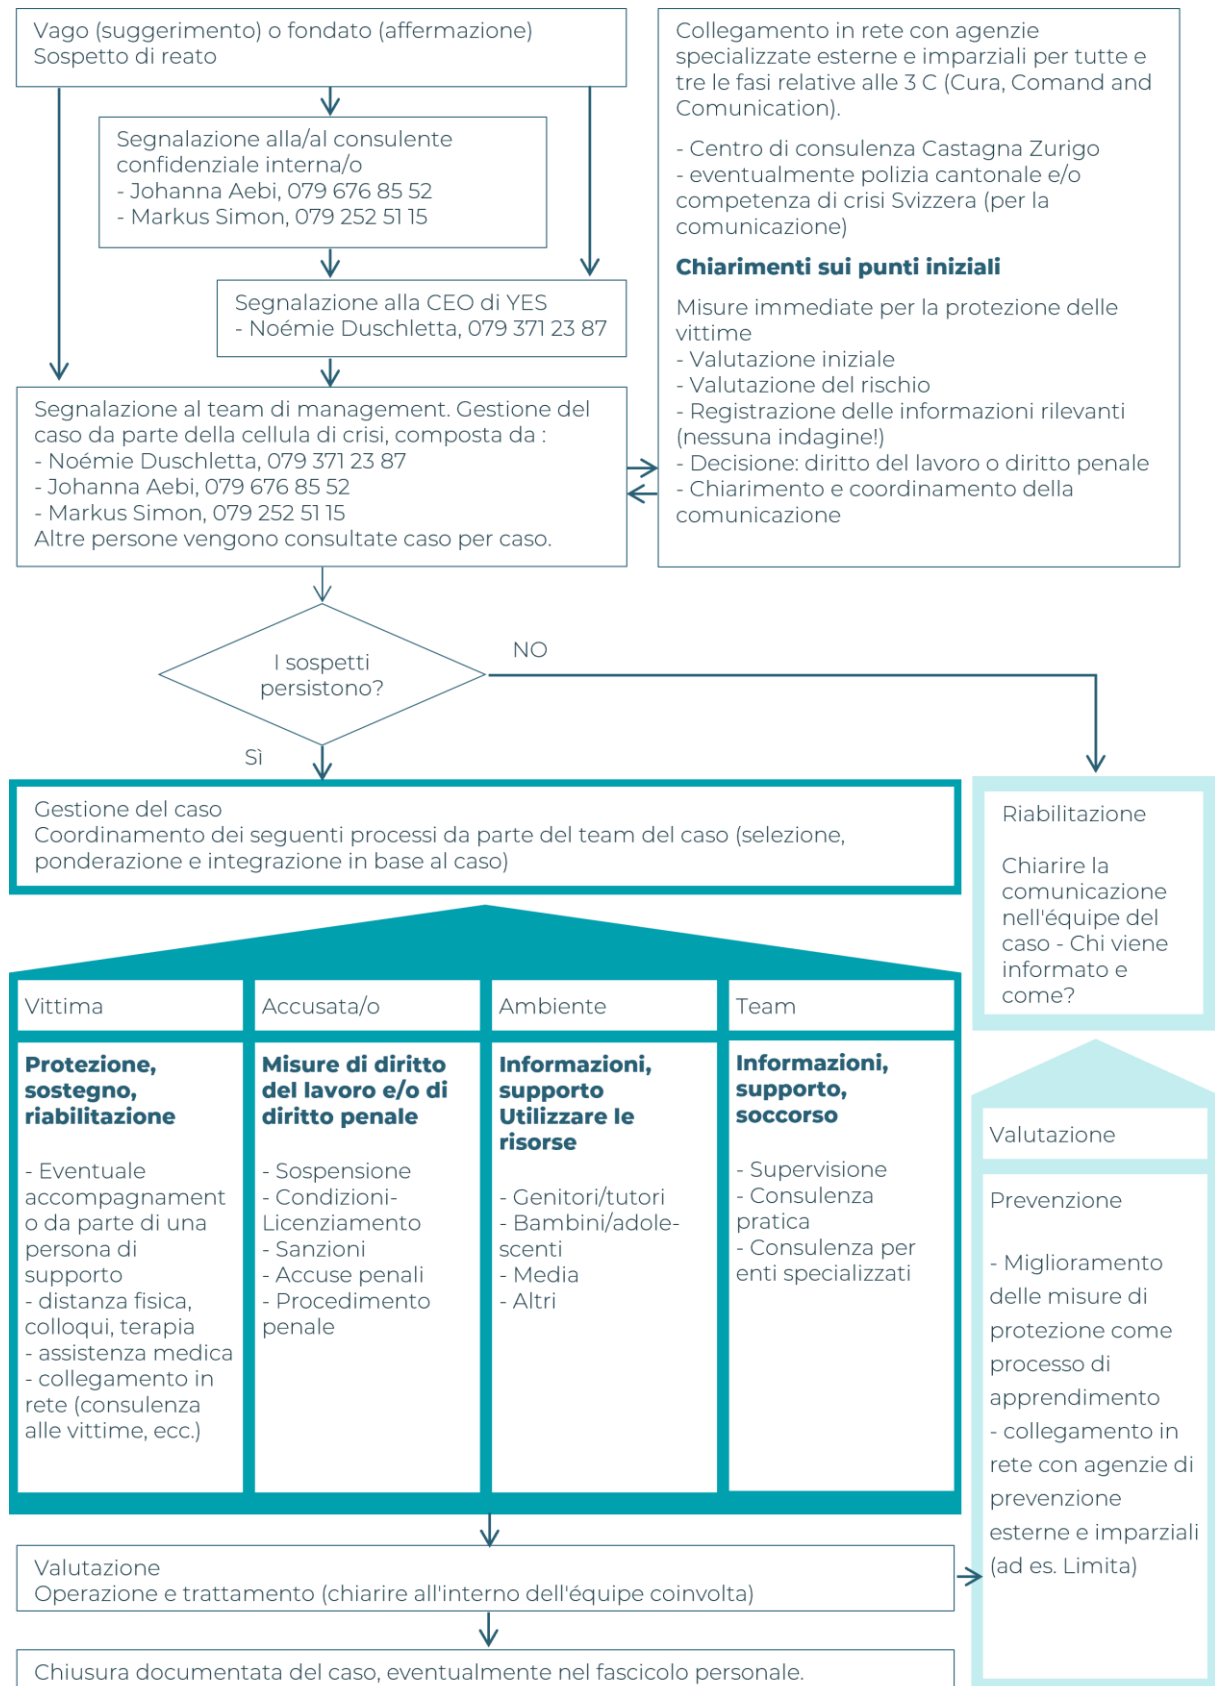 Vago (suggerimento) o fondato (affermazione)
Sospetto di reato
Segnalazione alla/al consulente
confidenziale interna/o
- Johanna Aebi, 079 676 85 52
- Markus Simon, 079 252 51 15
Segnalazione alla CEO di YES
- Noémie Duschletta, 079 371 23 87
Segnalazione al team di management. Gestione del
caso da parte della cellula di crisi, composta da :
- Noémie Duschletta, 079 371 23 87
- Johanna Aebi, 079 676 85 52
- Markus Simon, 079 252 51 15
Altre persone vengono consultate caso per caso.
Collegamento in rete con agenzie
specializzate esterne e imparziali per tutte e
tre le fasi relative alle 3 C (Cura, Comand and
Comunication).
- Centro di consulenza Castagna Zurigo
- eventualmente polizia cantonale e/o
competenza di crisi Svizzera (per la
comunicazione)
Chiarimenti sui punti iniziali
Misure immediate per la protezione delle
vittime
- Valutazione iniziale
- Valutazione del rischio
- Registrazione delle informazioni rilevanti
(nessuna indagine!)
- Decisione: diritto del lavoro o diritto penale
- Chiarimento e coordinamento della
comunicazione
I sospetti
persistono?
NO
Sì
Gestione del caso
Coordinamento dei seguenti processi da parte del team del caso (selezione,
ponderazione e integrazione in base al caso)
Riabilitazione
Chiarire la
comunicazione
nell'équipe del
caso - Chi viene
informato e
come?
Vittima
Protezione,
sostegno,
riabilitazione
- Eventuale
accompagnament
o da parte di una
persona di
supporto
- distanza fisica,
colloqui, terapia
- assistenza medica
- collegamento in
rete (consulenza
alle vittime, ecc.)
Accusata/o
Misure di diritto
del lavoro e/o di
diritto penale
- Sospensione
- Condizioni-
Licenziamento
- Sanzioni
- Accuse penali
- Procedimento
penale
Ambiente
Informazioni,
supporto
Utilizzare le
risorse
- Genitori/tutori
- Bambini/adole-
scenti
- Media
- Altri
Team
Informazioni,
supporto,
soccorso
- Supervisione
- Consulenza
pratica
- Consulenza per
enti specializzati
Valutazione
Prevenzione
- Miglioramento
delle misure di
protezione come
processo di
apprendimento
- collegamento in
rete con agenzie di
prevenzione
esterne e imparziali
(ad es. Limita)
Valutazione
Operazione e trattamento (chiarire all'interno dell'équipe coinvolta)
Chiusura documentata del caso, eventualmente nel fascicolo personale.